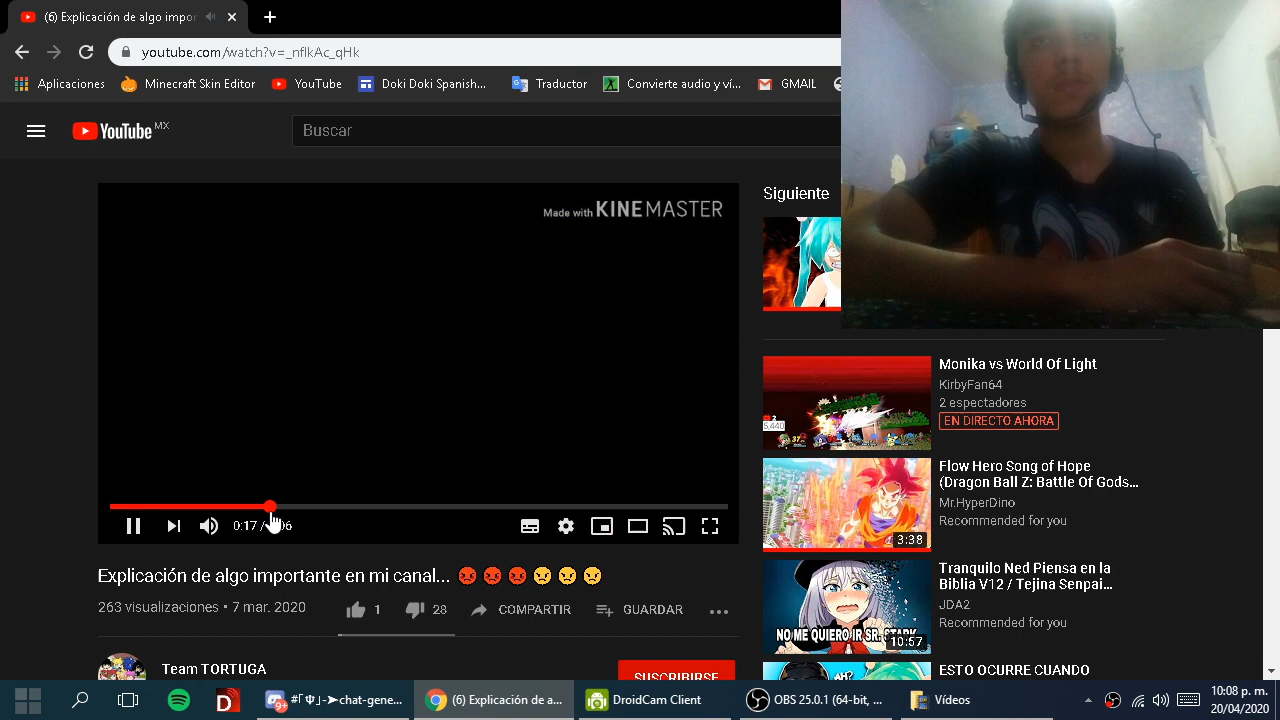 (6) Explicación de algo impor
youtube.com/watch?v=_nflkAc_qHk
Aplicaciones Minecraft Skin Editor YouTube Doki Doki Spanish... Traductor Convierte audio y ví... GMAIL
YouTube MX
Buscar
Made with KINEMASTER
Siguiente
0:17
Explicación de algo importante en mi canal... 😡😡😡😠😠😠
263 visualizaciones • 7 mar. 2020
1 28 COMPARTIR GUARDAR
Team TORTUGA
SUSCRIBIRSE
Monika vs World Of Light
KirbyFan64
2 espectadores
EN DIRECTO AHORA
Flow Hero Song of Hope
(Dragon Ball Z: Battle Of Gods...
Mr.HyperDino
Recommended for you
3:38
Tranquilo Ned Piensa en la
Biblia V12 / Tejina Senpai...
JDA2
Recommended for you
NO ME QUIERO IR SR. STARK
10:57
ESTO OCURRE CUANDO
AH?
(6) Explicación de a...
DroidCam Client
OBS 25.0.1 (64-bit, ...
Vídeos
10:08 p. m.
20/04/2020